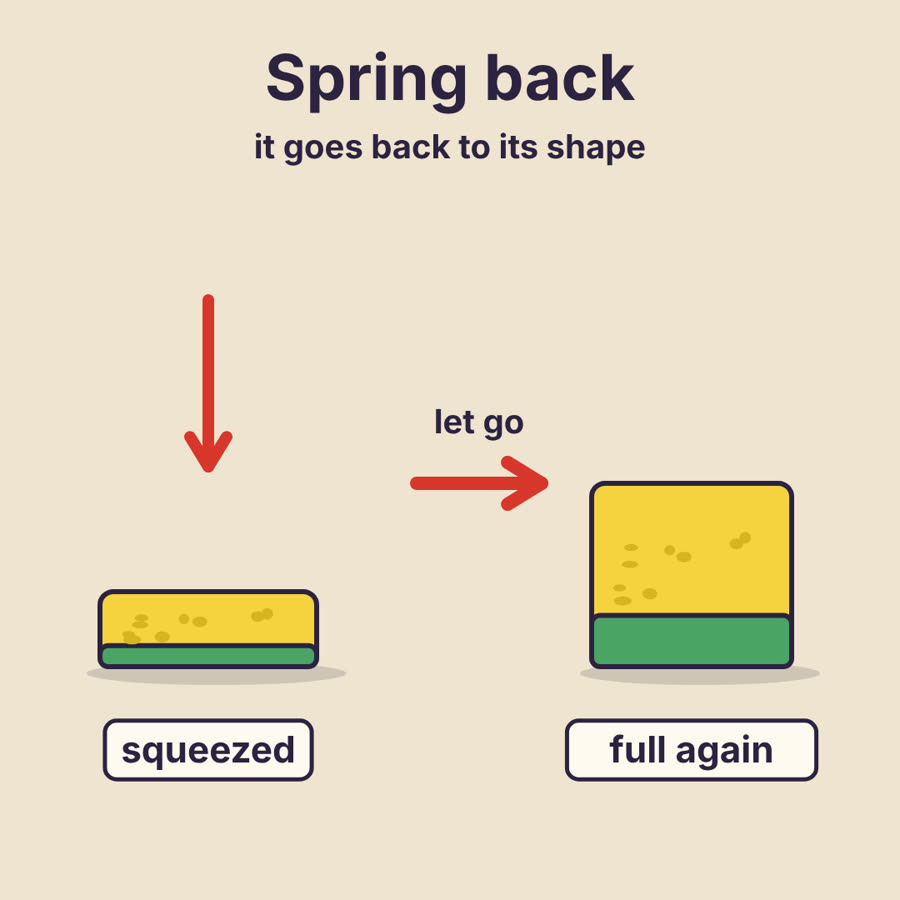 Spring back
it goes back to its shape
let go
squeezed
full again